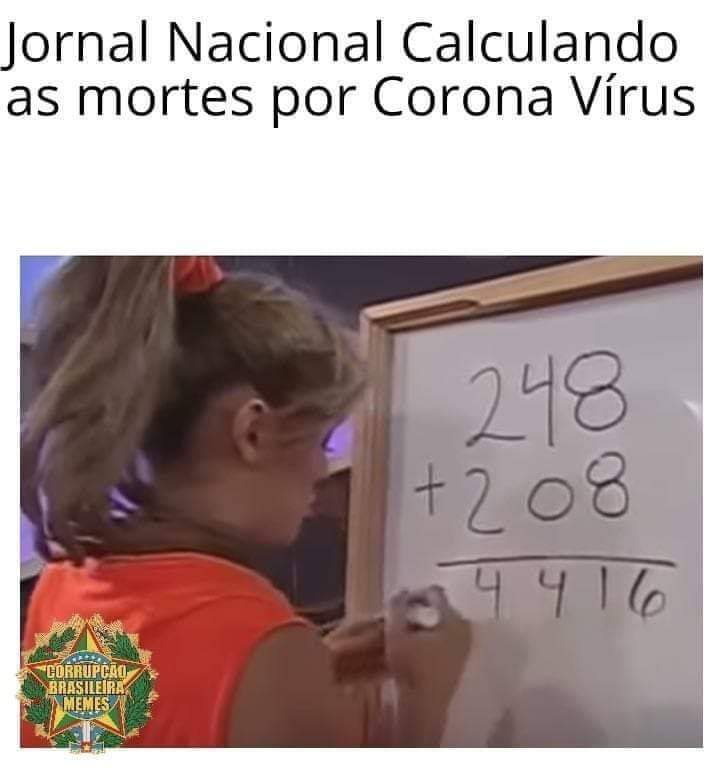 Jornal Nacional Calculando
as mortes por Corona Vírus
248
+208
4416
CORRUPÇÃO
BRASILEIRA
MEMES